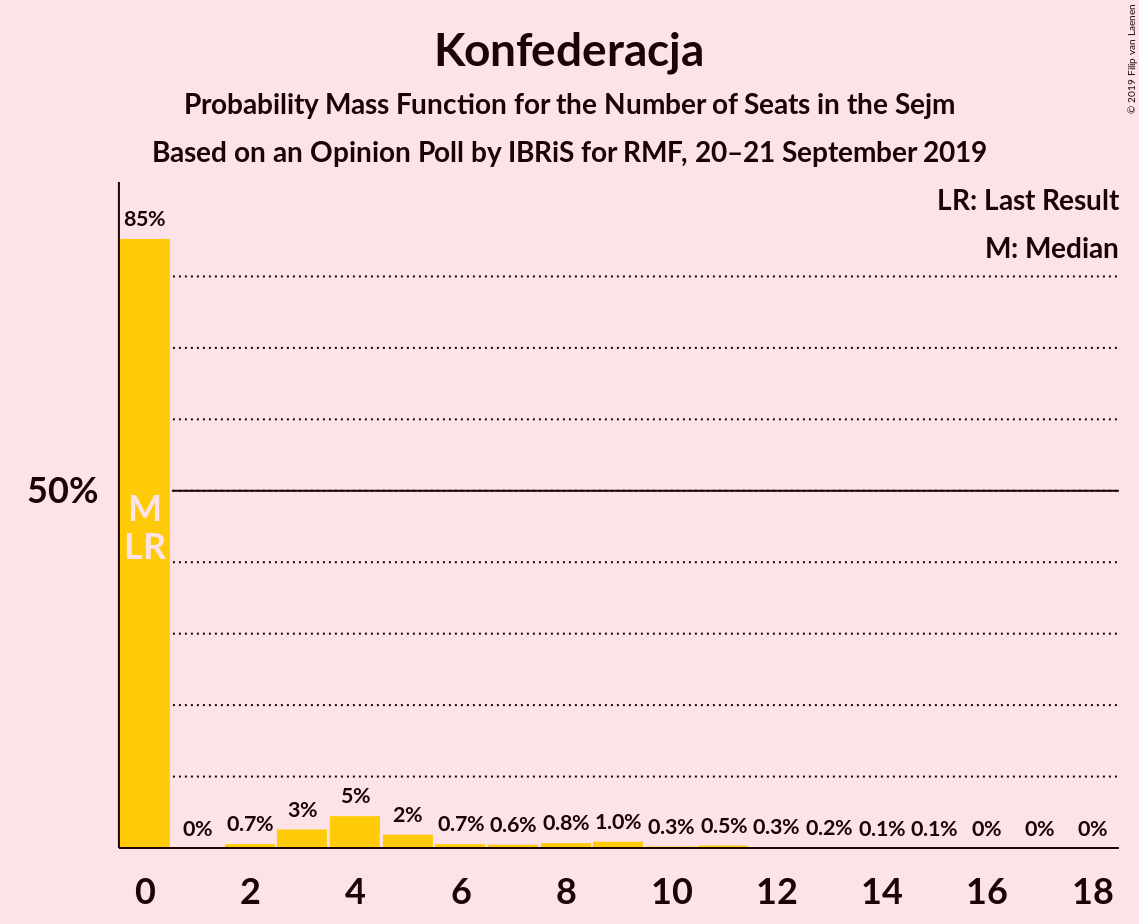 Konfederacja
Probability Mass Function for the Number of Seats in the Sejm
Based on an Opinion Poll by IBRiS for RMF, 20–21 September 2019
© 2019 Filip van Laenen
LR: Last Result
M: Median
85%
50%
M
LR
0% 0.7% 3% 5% 2% 0.7% 0.6% 0.8% 1.0% 0.3% 0.5% 0.3% 0.2% 0.1% 0.1% 0% 0% 0%
0 2 4 6 8 10 12 14 16 18